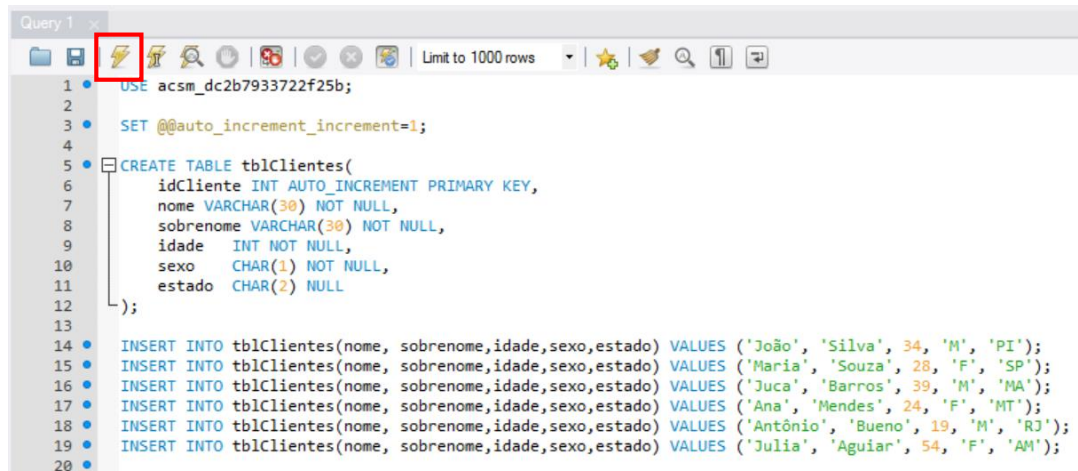 Query 1
Limit to 1000 rows
1 USE acsm_dc2b7933722f25b;
2
3 SET @@auto_increment_increment=1;
4
5 CREATE TABLE tblClientes(
6 idCliente INT AUTO_INCREMENT PRIMARY KEY,
7 nome VARCHAR(30) NOT NULL,
8 sobrenome VARCHAR(30) NOT NULL,
9 idade INT NOT NULL,
10 sexo CHAR(1) NOT NULL,
11 estado CHAR(2) NULL
12 );
13
14 INSERT INTO tblClientes(nome, sobrenome,idade,sexo,estado) VALUES ('João', 'Silva', 34, 'M', 'PI');
15 INSERT INTO tblClientes(nome, sobrenome,idade,sexo,estado) VALUES ('Maria', 'Souza', 28, 'F', 'SP');
16 INSERT INTO tblClientes(nome, sobrenome,idade,sexo,estado) VALUES ('Juca', 'Barros', 39, 'M', 'MA');
17 INSERT INTO tblClientes(nome, sobrenome,idade,sexo,estado) VALUES ('Ana', 'Mendes', 24, 'F', 'MT');
18 INSERT INTO tblClientes(nome, sobrenome,idade,sexo,estado) VALUES ('Antônio', 'Bueno', 19, 'M', 'RJ');
19 INSERT INTO tblClientes(nome, sobrenome,idade,sexo,estado) VALUES ('Julia', 'Aguiar', 54, 'F', 'AM');
20